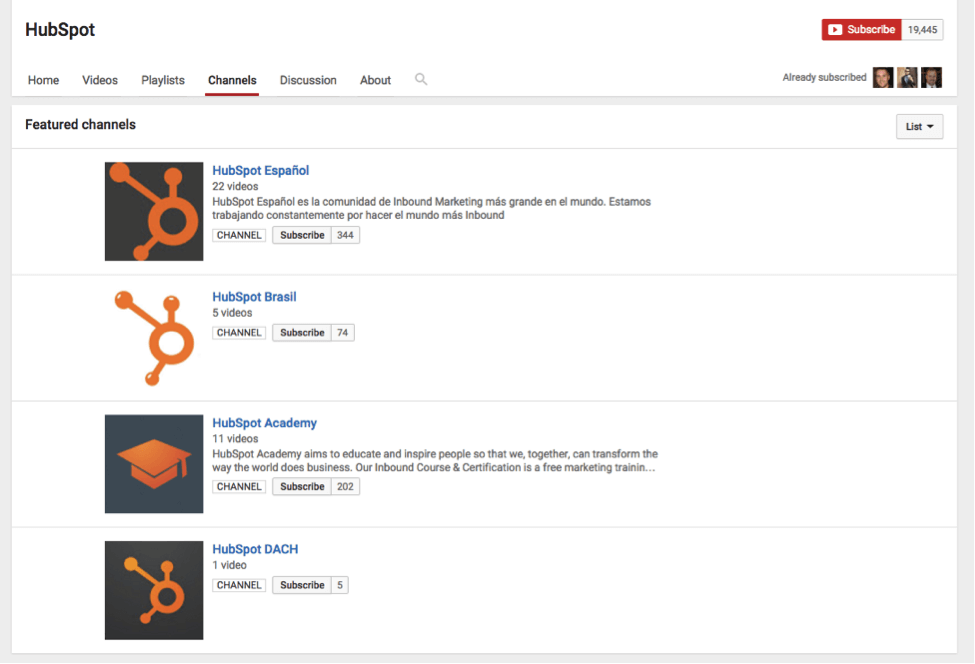 HubSpot
Subscribe 19,445
Home Videos Playlists Channels Discussion About
Already subscribed
Featured channels
List
HubSpot Español
22 videos
HubSpot Español es la comunidad de Inbound Marketing más grande en el mundo. Estamos
trabajando constantemente por hacer el mundo más Inbound
CHANNEL Subscribe 344
HubSpot Brasil
5 videos
CHANNEL Subscribe 74
HubSpot Academy
11 videos
HubSpot Academy aims to educate and inspire people so that we, together, can transform the
way the world does business. Our Inbound Course & Certification is a free marketing trainin...
CHANNEL Subscribe 202
HubSpot DACH
1 video
CHANNEL Subscribe 5